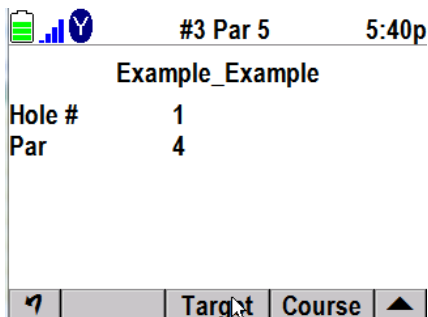 Y #3 Par 5 5:40p
Example_Example
Hole # 1
Par 4
Target Course